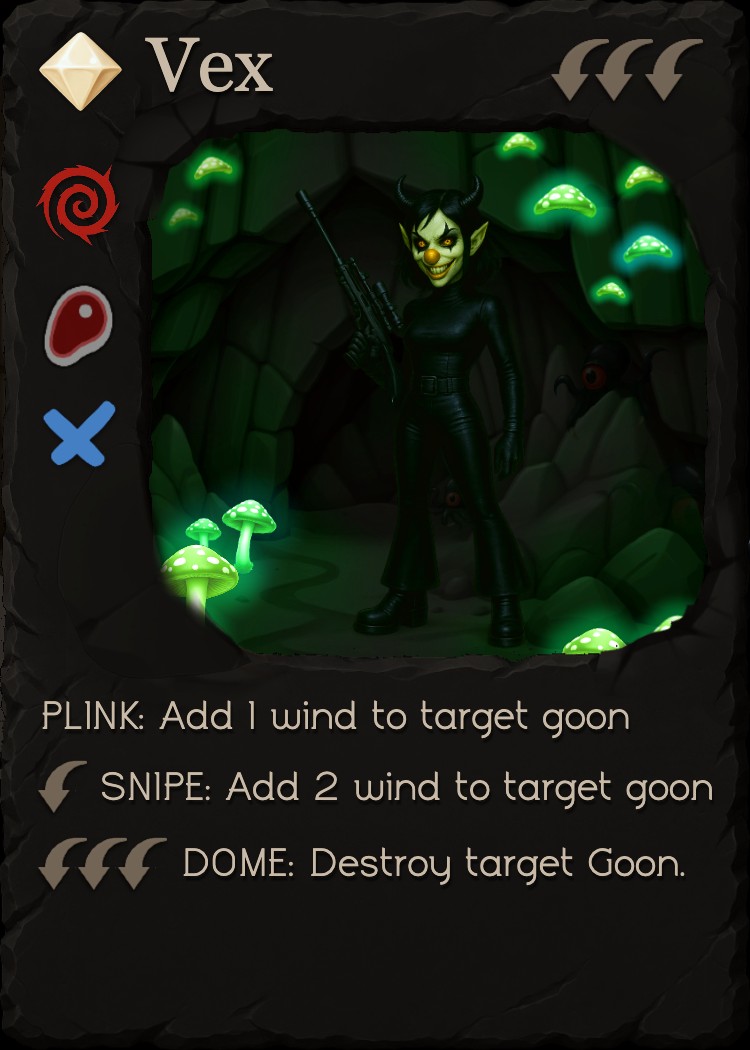 Vex
PLINK: Add 1 wind to target goon
SNIPE: Add 2 wind to target goon
DOME: Destroy target Goon.